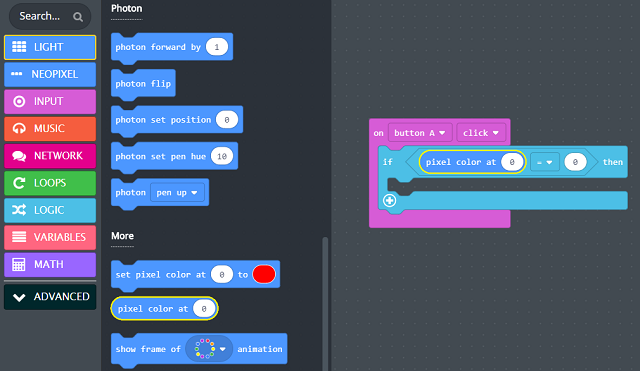 Search...
LIGHT
NEOPIXEL
INPUT
MUSIC
NETWORK
LOOPS
LOGIC
VARIABLES
MATH
ADVANCED
Photon
photon forward by 1
photon flip
photon set position 0
photon set pen hue 10
photon pen up
More
set pixel color at 0 to
pixel color at 0
show frame of animation
on button A click
if pixel color at 0 = 0 then